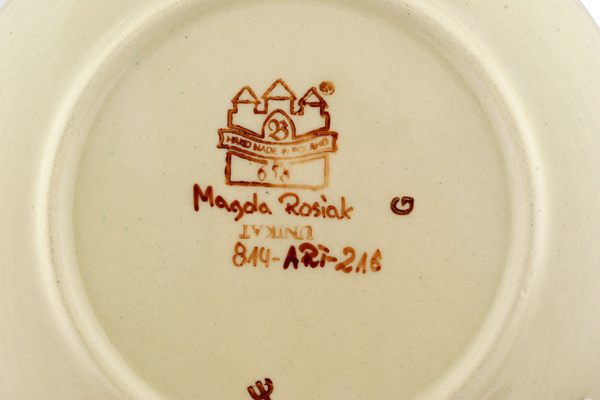 ®
B
HAND MADE IN POLAND
Magda Rosiak
G
UNIKAT
814-ART-216